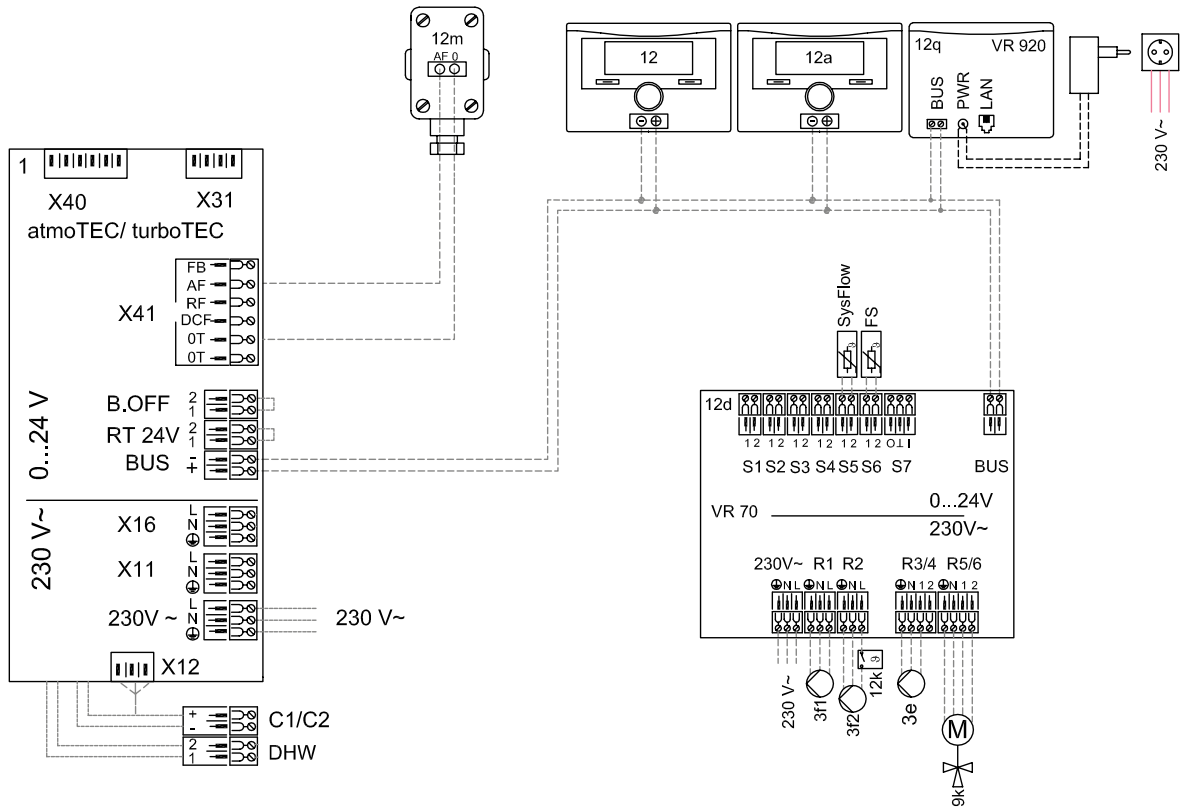 12m
AF 0
12
12a
12q
VR 920
BUS
PWR
LAN
230 V~
1
X40
X31
atmoTEC/ turboTEC
X41
FB
AF
RF
DCF
0T
0T
0...24 V
B.OFF
2
1
RT 24V
2
1
BUS
-
+
230 V~
X16
L
N
X11
L
N
230V ~
L
N
230 V~
X12
+
-
C1/C2
2
1
DHW
SysFlow
FS
12d
1 2 1 2 1 2 1 2 1 2 1 2 O ⊥ I
S1 S2 S3 S4 S5 S6 S7
BUS
0...24V
VR 70
230V~
230V~ R1 R2 R3/4 R5/6
N L N L N L N 1 2 N 1 2
230 V~
3f1
3f2
12k
3e
M
9k